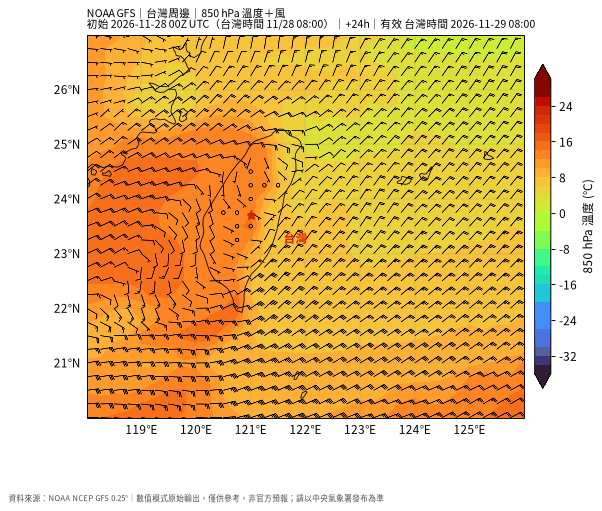 NOAA GFS｜台灣周邊｜850 hPa 溫度＋風
初始 2026-11-28 00Z UTC（台灣時間 11/28 08:00）｜+24h｜有效 台灣時間 2026-11-29 08:00
26°N
25°N
24°N
23°N
22°N
21°N
台灣
119°E 120°E 121°E 122°E 123°E 124°E 125°E
24
16
8
0
-8
-16
-24
-32
850 hPa 溫度 (°C)
資料來源：NOAA NCEP GFS 0.25°｜數值模式原始輸出，僅供參考，非官方預報；請以中央氣象署發布為準